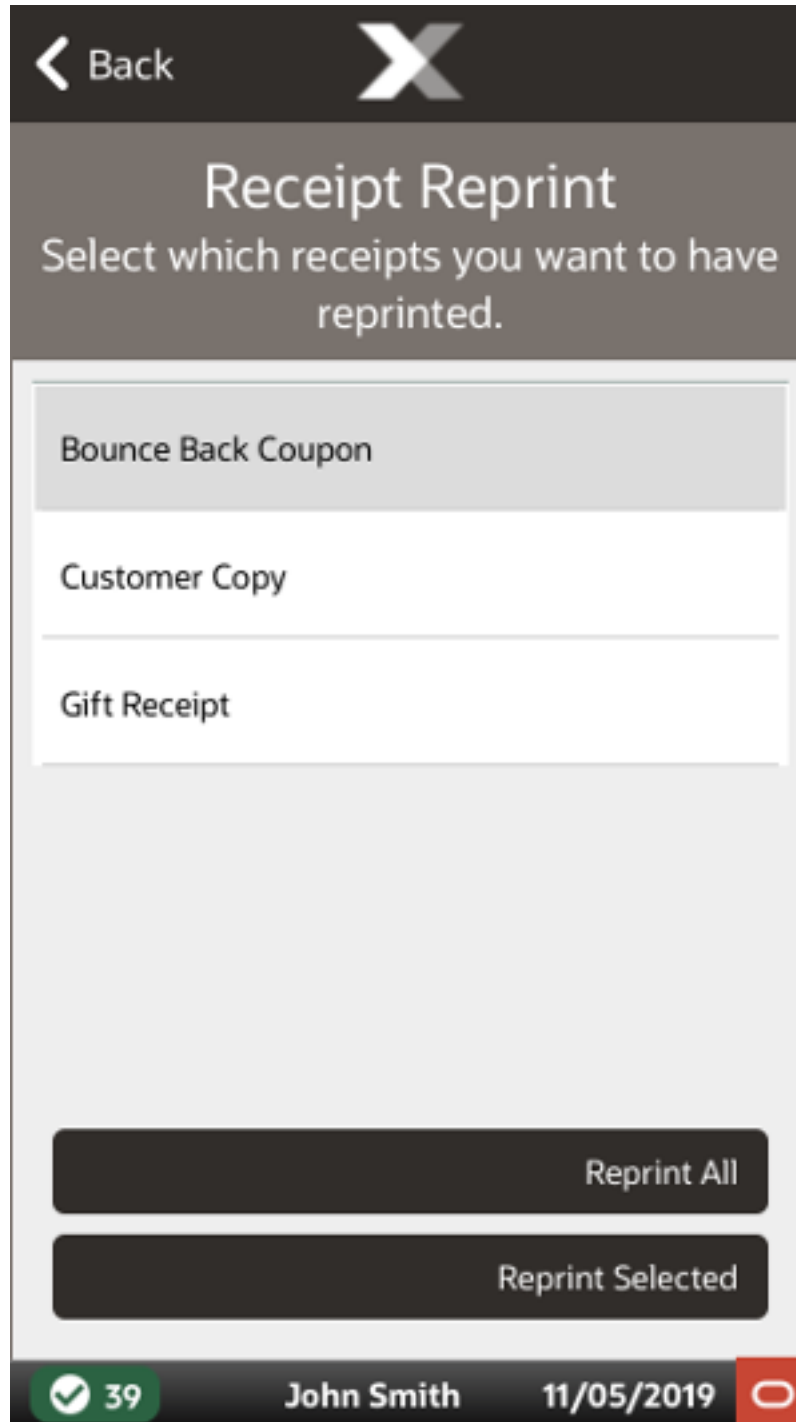 Back
Receipt Reprint
Select which receipts you want to have
reprinted.
Bounce Back Coupon
Customer Copy
Gift Receipt
Reprint All
Reprint Selected
39 John Smith 11/05/2019